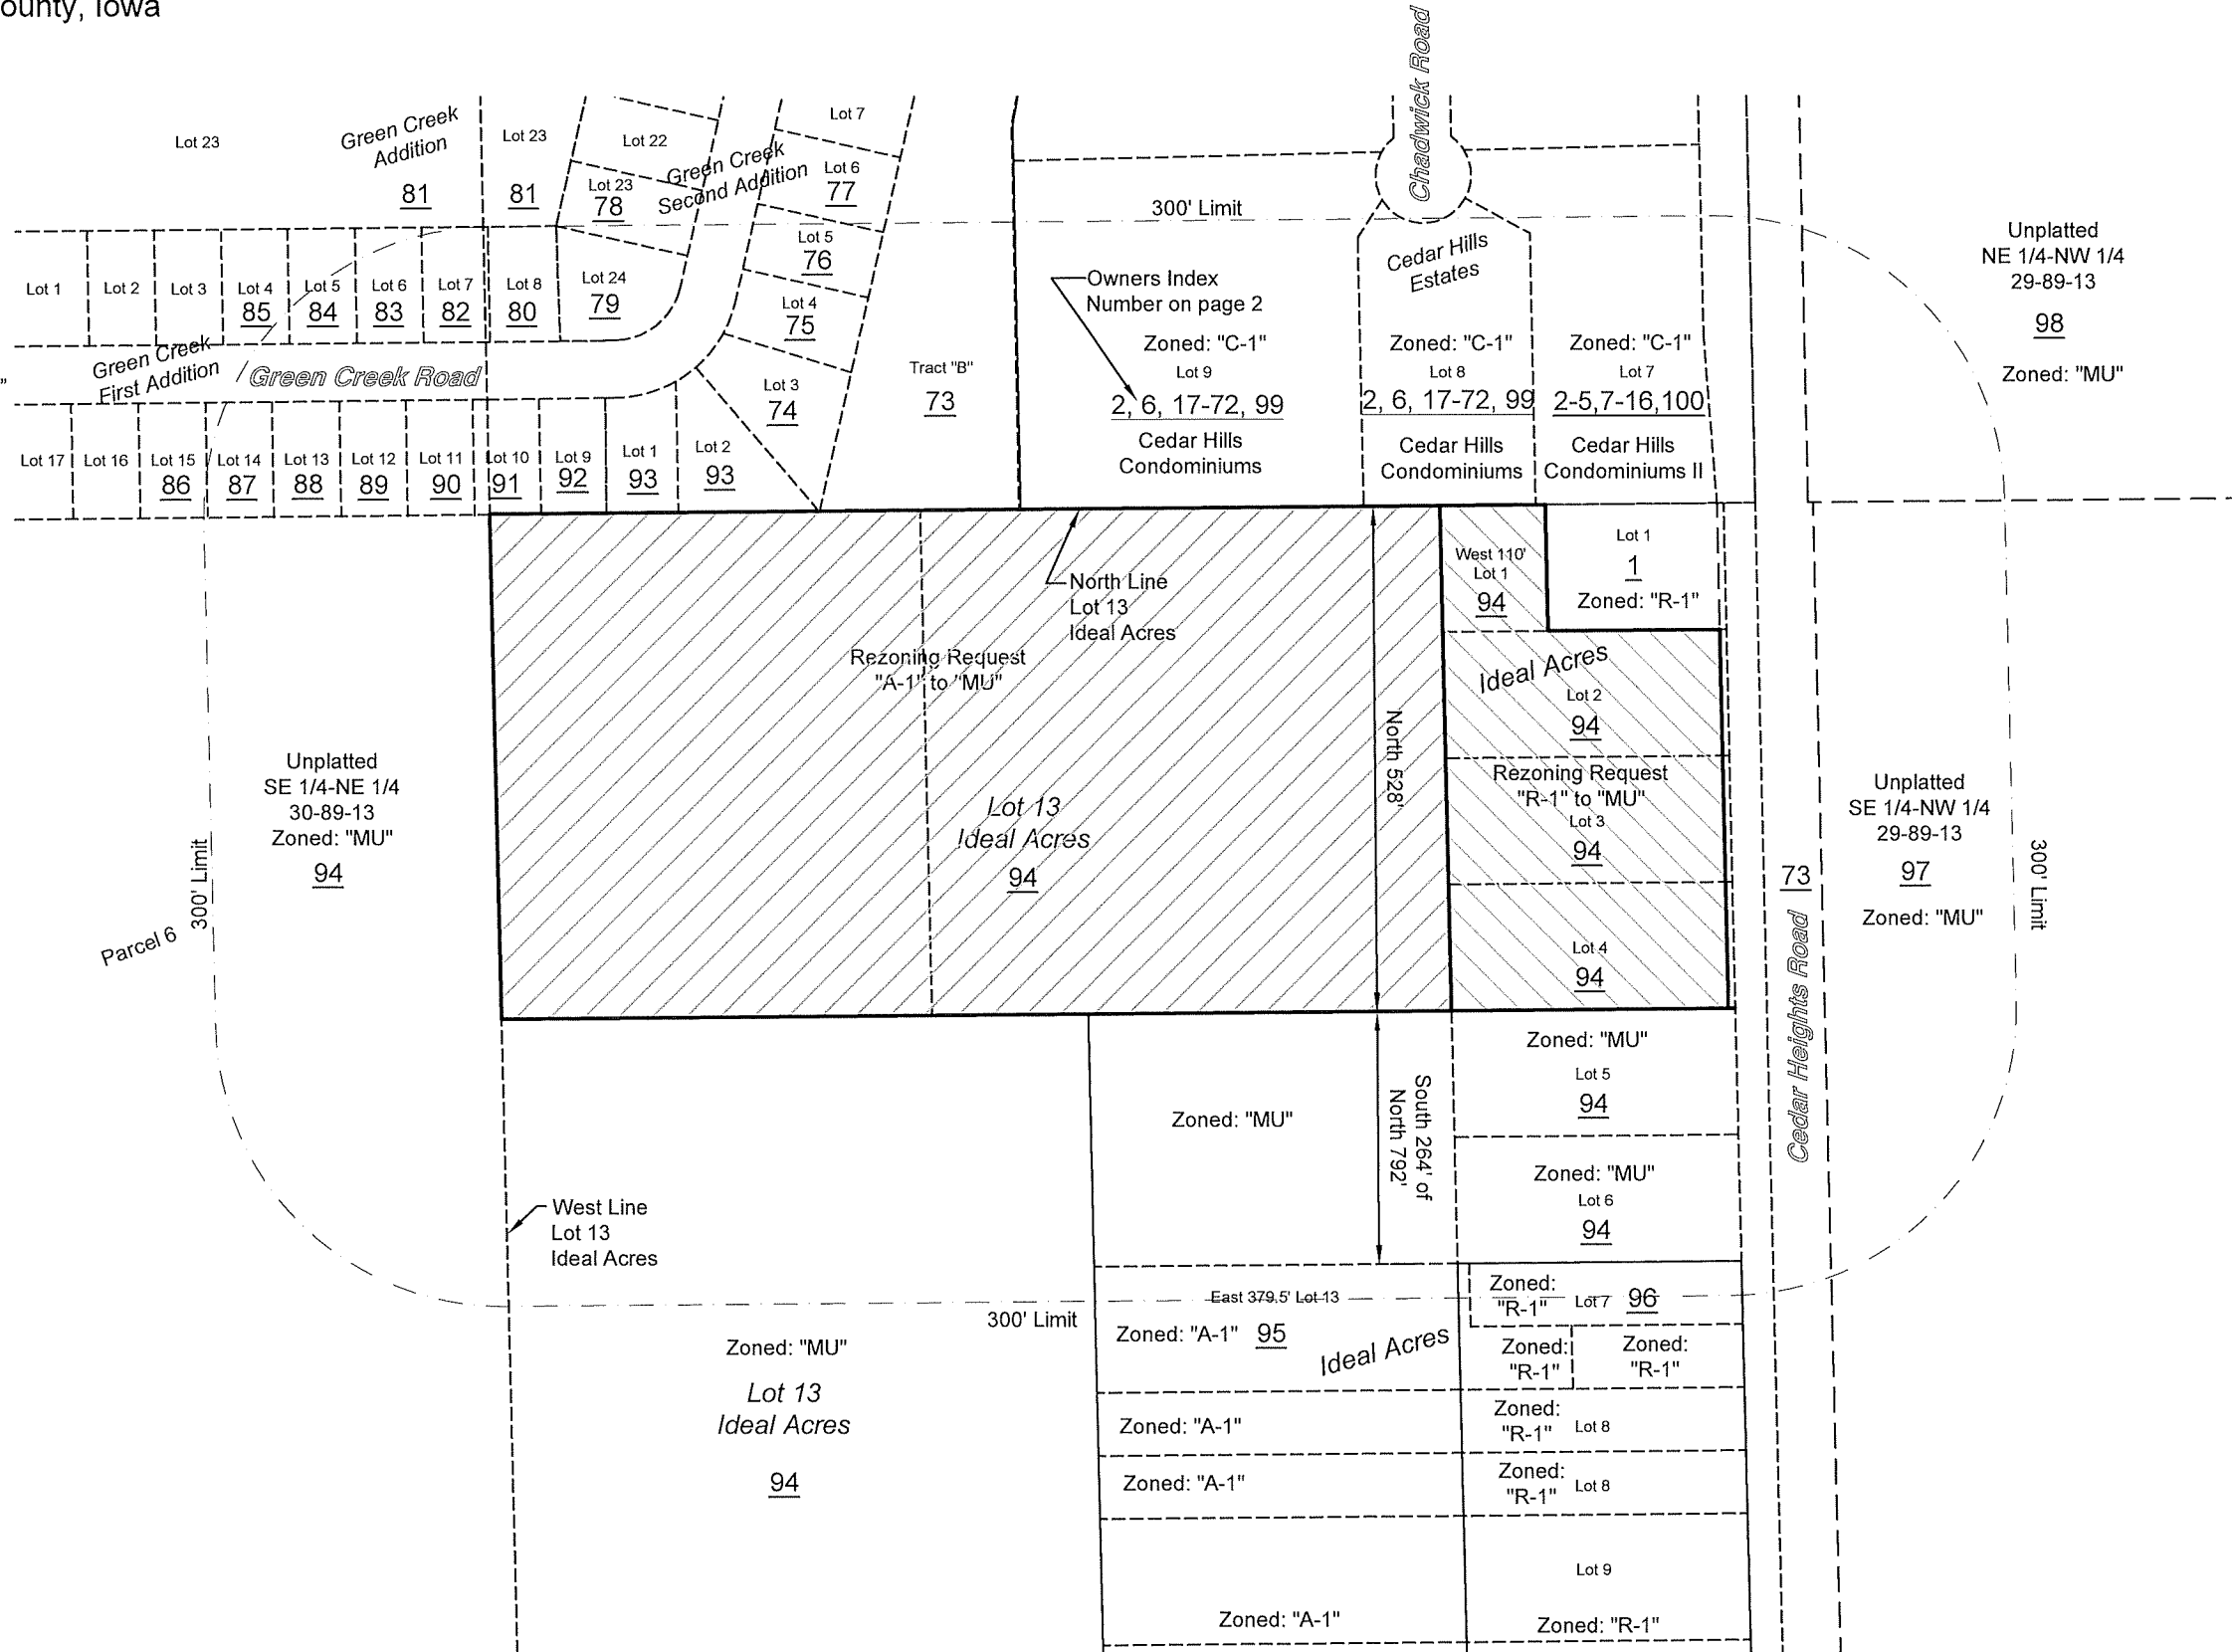 ounty, Iowa
Chadwick Road
Lot 23
Green Creek
Addition
81
Lot 23
81
Lot 22
Lot 23
78
Green Creek
Second Addition
Lot 7
Lot 6
77
Lot 5
76
Lot 4
75
Lot 3
74
Lot 1
Lot 2
Lot 3
Lot 4
85
Lot 5
84
Lot 6
83
Lot 7
82
Lot 8
80
Lot 24
79
Green Creek
First Addition
"
Green Creek Road
Lot 17
Lot 16
Lot 15
86
Lot 14
87
Lot 13
88
Lot 12
89
Lot 11
90
Lot 10
91
Lot 9
92
Lot 1
93
Lot 2
93
Tract "B"
73
300' Limit
Owners Index
Number on page 2
Zoned: "C-1"
Lot 9
2, 6, 17-72, 99
Cedar Hills
Condominiums
Cedar Hills
Estates
Zoned: "C-1"
Lot 8
2, 6, 17-72, 99
Cedar Hills
Condominiums
Zoned: "C-1"
Lot 7
2-5,7-16,100
Cedar Hills
Condominiums II
Unplatted
NE 1/4-NW 1/4
29-89-13
98
Zoned: "MU"
North Line
Lot 13
Ideal Acres
Rezoning Request
"A-1" to "MU"
Lot 13
Ideal Acres
94
North 528'
West 110'
Lot 1
94
Lot 1
1
Zoned: "R-1"
Ideal Acres
Lot 2
94
Rezoning Request
"R-1" to "MU"
Lot 3
94
Lot 4
94
Unplatted
SE 1/4-NE 1/4
30-89-13
Zoned: "MU"
94
300' Limit
Parcel 6
73
Cedar Heights Road
Unplatted
SE 1/4-NW 1/4
29-89-13
97
Zoned: "MU"
300' Limit
Zoned: "MU"
South 264' of
North 792'
Zoned: "MU"
Lot 5
94
Zoned: "MU"
Lot 6
94
West Line
Lot 13
Ideal Acres
300' Limit
Zoned: "MU"
Lot 13
Ideal Acres
94
East 379.5' Lot 13
Zoned: "A-1" 95
Ideal Acres
Zoned:
"R-1" Lot 7 96
Zoned:
"R-1"
Zoned:
"R-1"
Zoned: "A-1"
Zoned:
"R-1" Lot 8
Zoned: "A-1"
Zoned:
"R-1" Lot 8
Lot 9
Zoned: "A-1"
Zoned: "R-1"